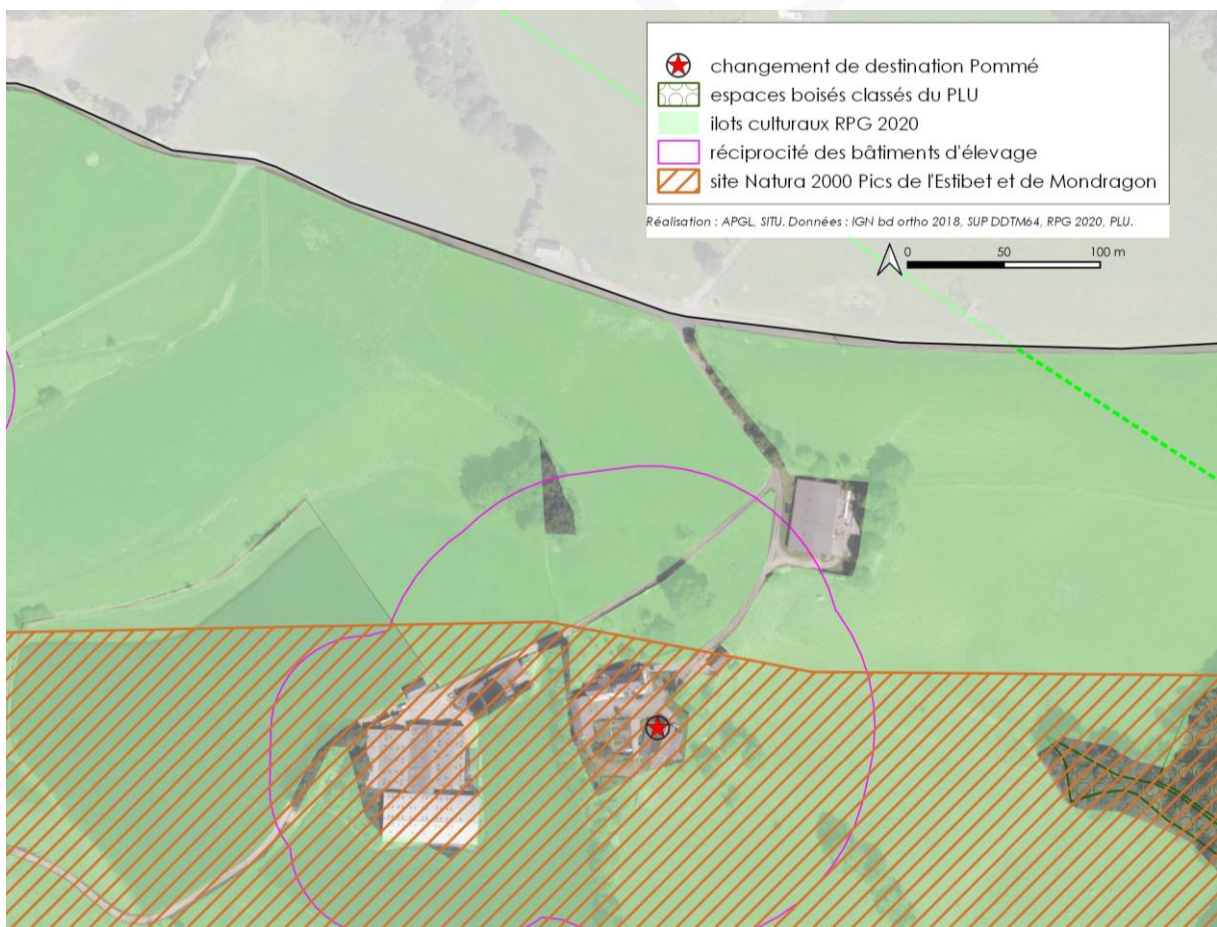 changement de destination Pommé
espaces boisés classés du PLU
ilots culturaux RPG 2020
réciprocité des bâtiments d'élevage
site Natura 2000 Pics de l'Estibet et de Mondragon
Réalisation : APGL, SITU. Données : IGN bd ortho 2018, SUP DDTM64, RPG 2020, PLU.
0 50 100 m